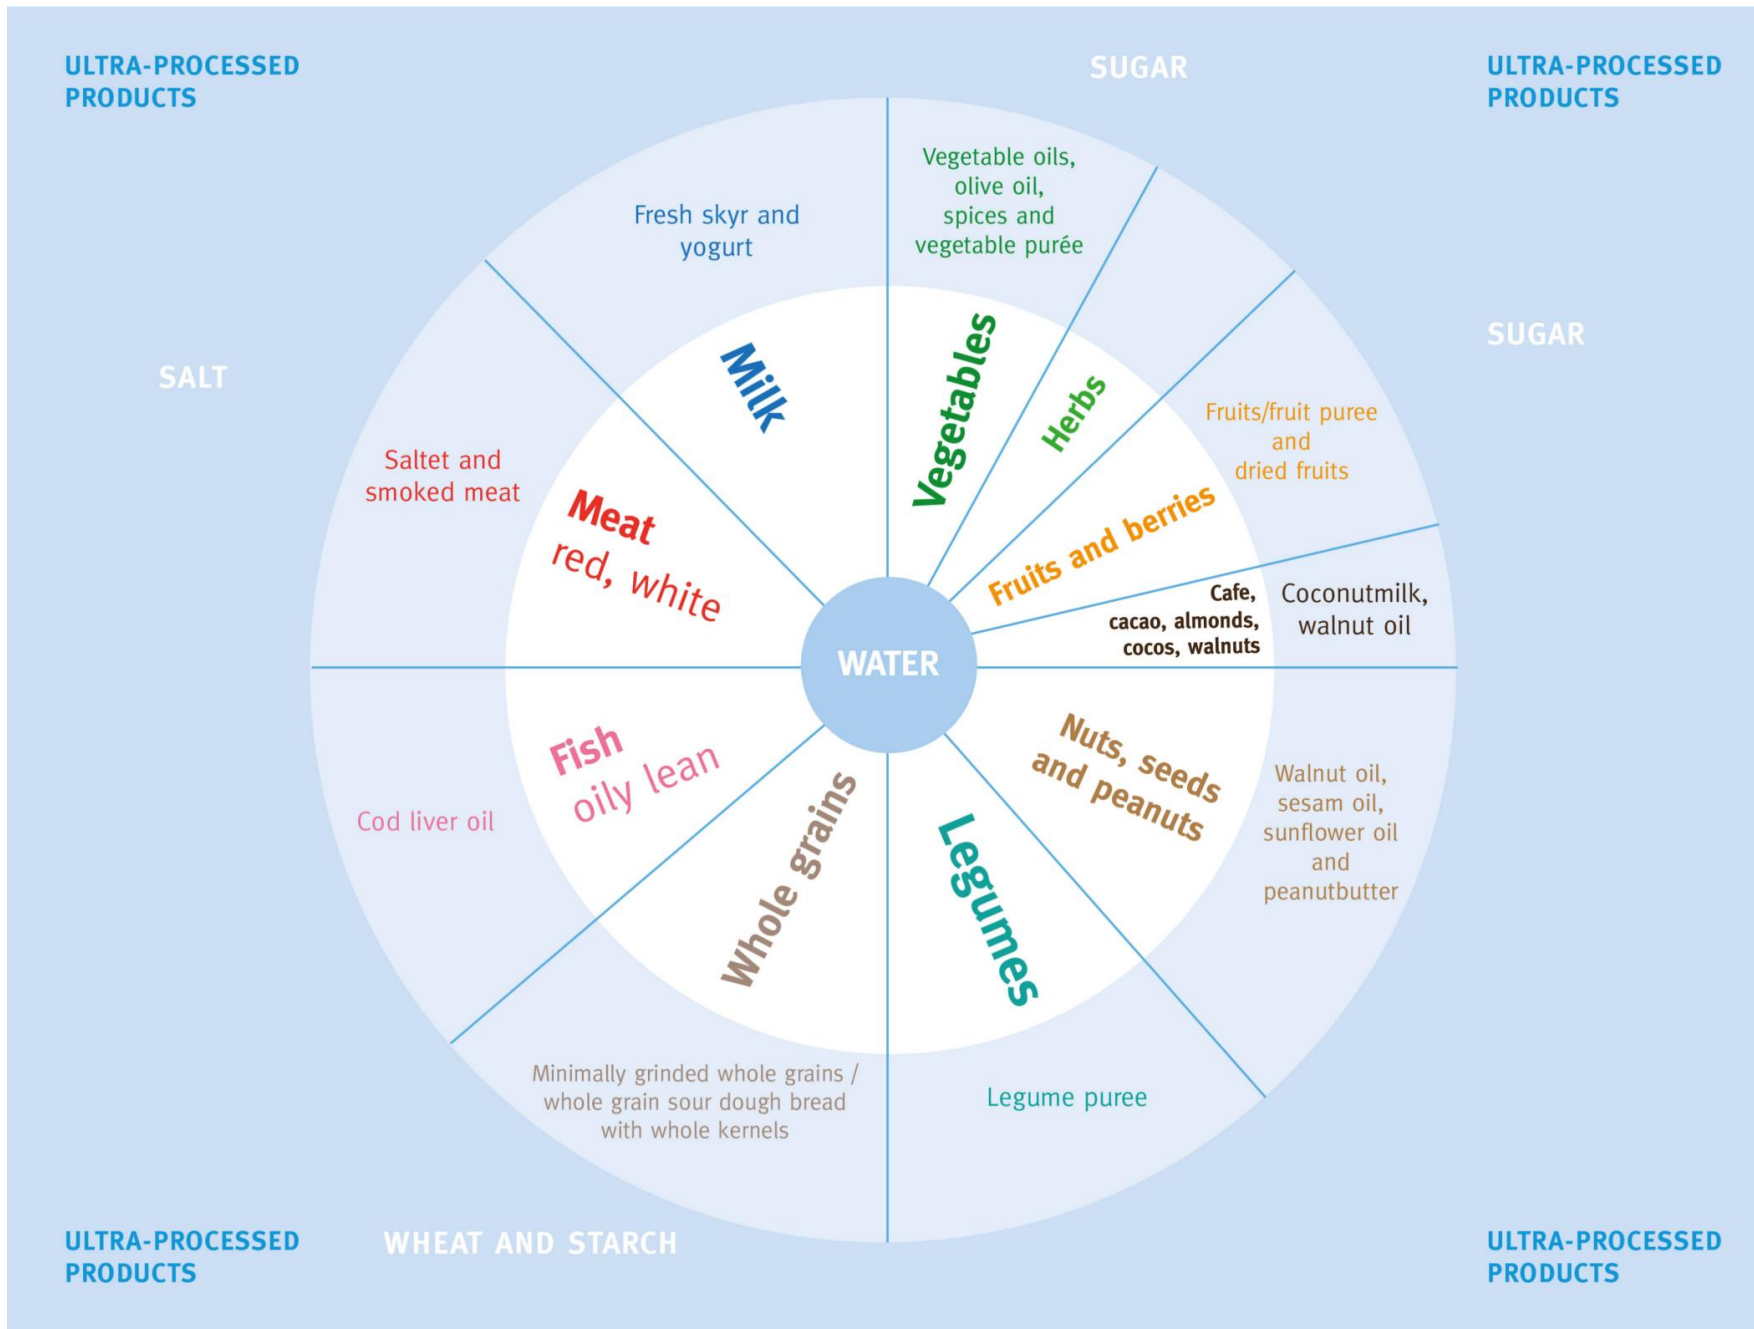 ULTRA-PROCESSED
PRODUCTS
SUGAR
ULTRA-PROCESSED
PRODUCTS
Vegetable oils,
olive oil,
spices and
vegetable purée
Fresh skyr and
yogurt
SUGAR
SALT
Milk
Vegetables
Herbs
Fruits/fruit puree
and
dried fruits
Saltet and
smoked meat
Meat
red, white
Fruits and berries
Cafe,
cacao, almonds,
cocos, walnuts
Coconutmilk,
walnut oil
WATER
Fish
oily lean
Cod liver oil
Whole grains
Legumes
Nuts, seeds
and peanuts
Walnut oil,
sesam oil,
sunflower oil
and
peanutbutter
Minimally grinded whole grains /
whole grain sour dough bread
with whole kernels
Legume puree
ULTRA-PROCESSED
PRODUCTS
WHEAT AND STARCH
ULTRA-PROCESSED
PRODUCTS